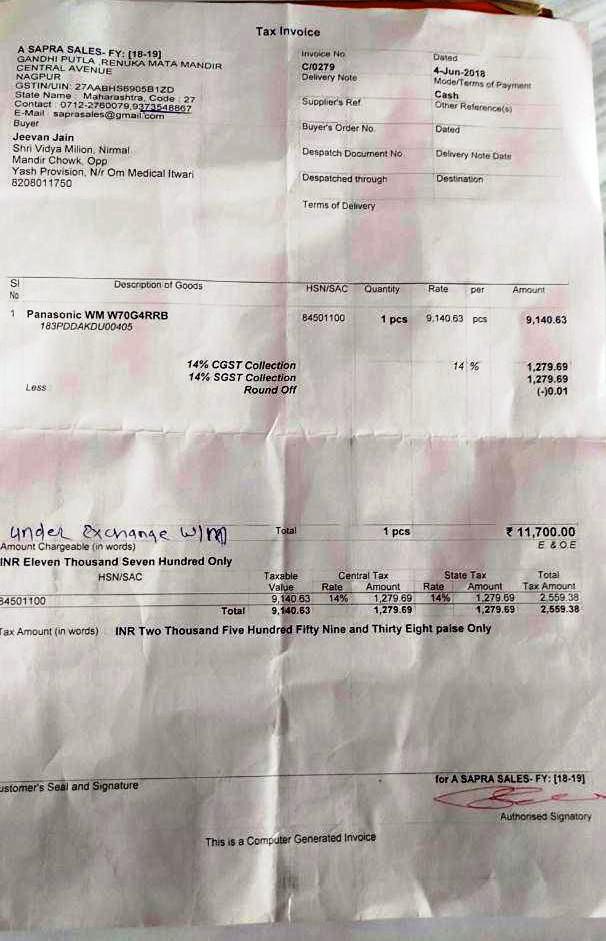 Tax Invoice
A SAPRA SALES- FY: [18-19]
GANDHI PUTLA ,RENUKA MATA MANDIR
CENTRAL AVENUE
NAGPUR
GSTIN/UIN: 27AABHS6905B1ZD
State Name : Maharashtra, Code : 27
Contact : 0712-2760079,9373548867
E-Mail : saprasales@gmail.com
Buyer
Jeevan Jain
Shri Vidya Milion, Nirmal
Mandir Chowk, Opp
Yash Provision, N/r Om Medical Itwari
8208011750
Invoice No. Dated
C/0279 4-Jun-2018
Delivery Note Mode/Terms of Payment
Cash
Supplier's Ref. Other Reference(s)
Buyer's Order No. Dated
Despatch Document No. Delivery Note Date
Despatched through Destination
Terms of Delivery
Sl No Description of Goods HSN/SAC Quantity Rate per Amount
1 Panasonic WM W70G4RRB 84501100 1 pcs 9,140.63 pcs 9,140.63
183PDDAKDU00405
14% CGST Collection 14 % 1,279.69
14% SGST Collection 1,279.69
Less : Round Off (-)0.01
Under Exchange W/M
Total 1 pcs ₹ 11,700.00
Amount Chargeable (in words) E & O.E
INR Eleven Thousand Seven Hundred Only
HSN/SAC Taxable Central Tax State Tax Total
Value Rate Amount Rate Amount Tax Amount
84501100 9,140.63 14% 1,279.69 14% 1,279.69 2,559.38
Total 9,140.63 1,279.69 1,279.69 2,559.38
Tax Amount (in words) : INR Two Thousand Five Hundred Fifty Nine and Thirty Eight paise Only
ustomer's Seal and Signature for A SAPRA SALES- FY: [18-19]
Authorised Signatory
This is a Computer Generated Invoice